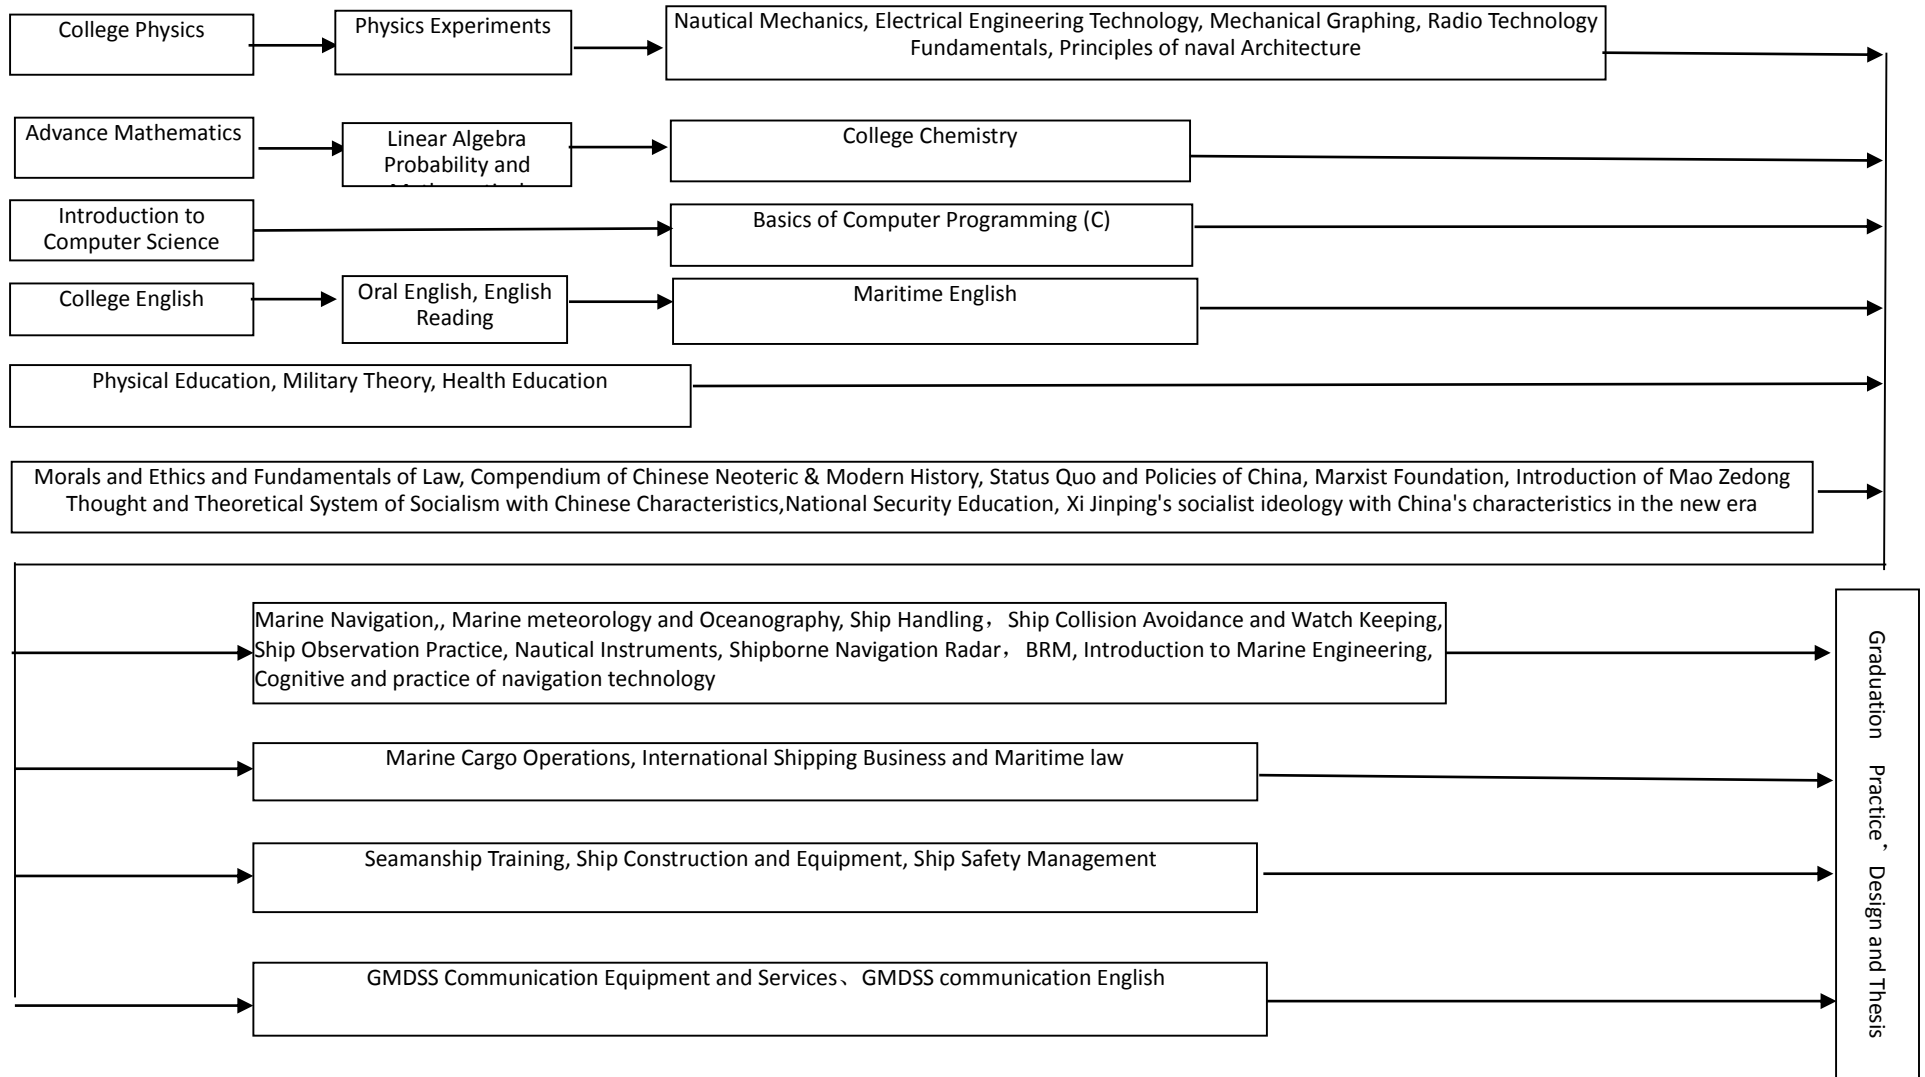 College Physics
Physics Experiments
Nautical Mechanics, Electrical Engineering Technology, Mechanical Graphing, Radio Technology
Fundamentals, Principles of naval Architecture
Advance Mathematics
Linear Algebra
Probability and
College Chemistry
Introduction to
Computer Science
Basics of Computer Programming (C)
College English
Oral English, English
Reading
Maritime English
Physical Education, Military Theory, Health Education
Morals and Ethics and Fundamentals of Law, Compendium of Chinese Neoteric & Modern History, Status Quo and Policies of China, Marxist Foundation, Introduction of Mao Zedong
Thought and Theoretical System of Socialism with Chinese Characteristics,National Security Education, Xi Jinping's socialist ideology with China's characteristics in the new era
Marine Navigation,, Marine meteorology and Oceanography, Ship Handling，Ship Collision Avoidance and Watch Keeping,
Ship Observation Practice, Nautical Instruments, Shipborne Navigation Radar，BRM, Introduction to Marine Engineering,
Cognitive and practice of navigation technology
Marine Cargo Operations, International Shipping Business and Maritime law
Seamanship Training, Ship Construction and Equipment, Ship Safety Management
GMDSS Communication Equipment and Services、GMDSS communication English
Graduation Practice，Design and Thesis